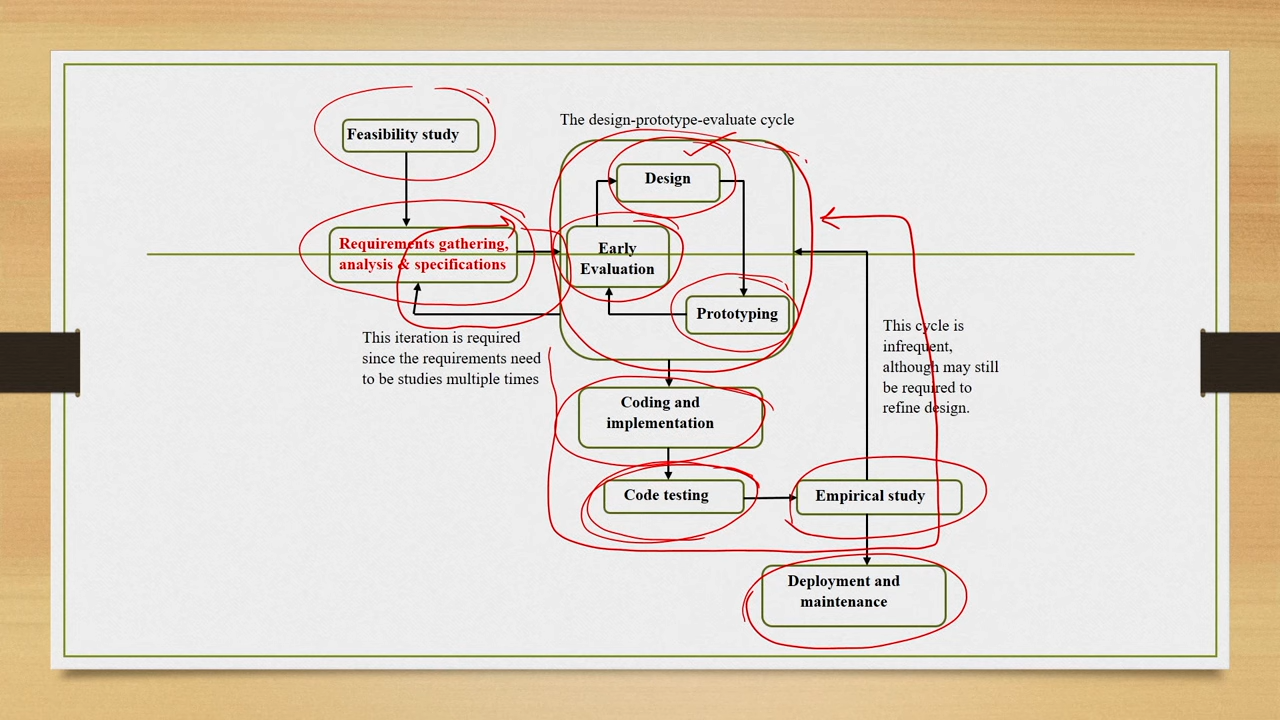 The design-prototype-evaluate cycle
Feasibility study
Design
Requirements gathering,
analysis & specifications
Early
Evaluation
Prototyping
This iteration is required
since the requirements need
to be studies multiple times
This cycle is
infrequent,
although may still
be required to
refine design.
Coding and
implementation
Code testing
Empirical study
Deployment and
maintenance